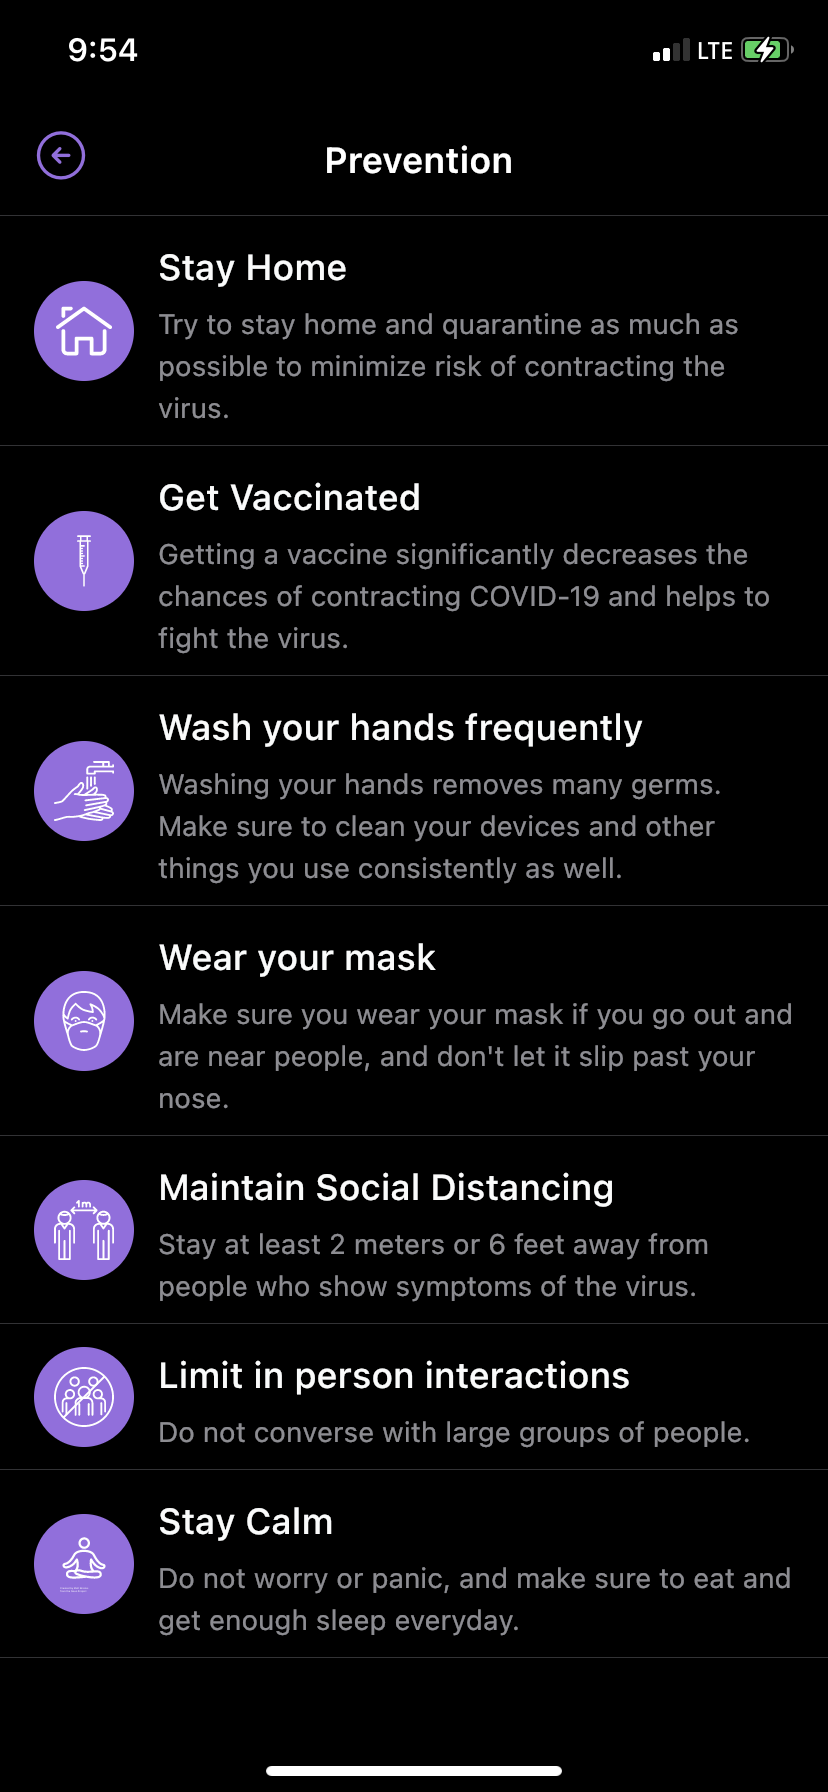 9:54
LTE
Prevention
Stay Home
Try to stay home and quarantine as much as
possible to minimize risk of contracting the
virus.
Get Vaccinated
Getting a vaccine significantly decreases the
chances of contracting COVID-19 and helps to
fight the virus.
Wash your hands frequently
Washing your hands removes many germs.
Make sure to clean your devices and other
things you use consistently as well.
Wear your mask
Make sure you wear your mask if you go out and
are near people, and don't let it slip past your
nose.
Maintain Social Distancing
1m
Stay at least 2 meters or 6 feet away from
people who show symptoms of the virus.
Limit in person interactions
Do not converse with large groups of people.
Stay Calm
Do not worry or panic, and make sure to eat and
get enough sleep everyday.